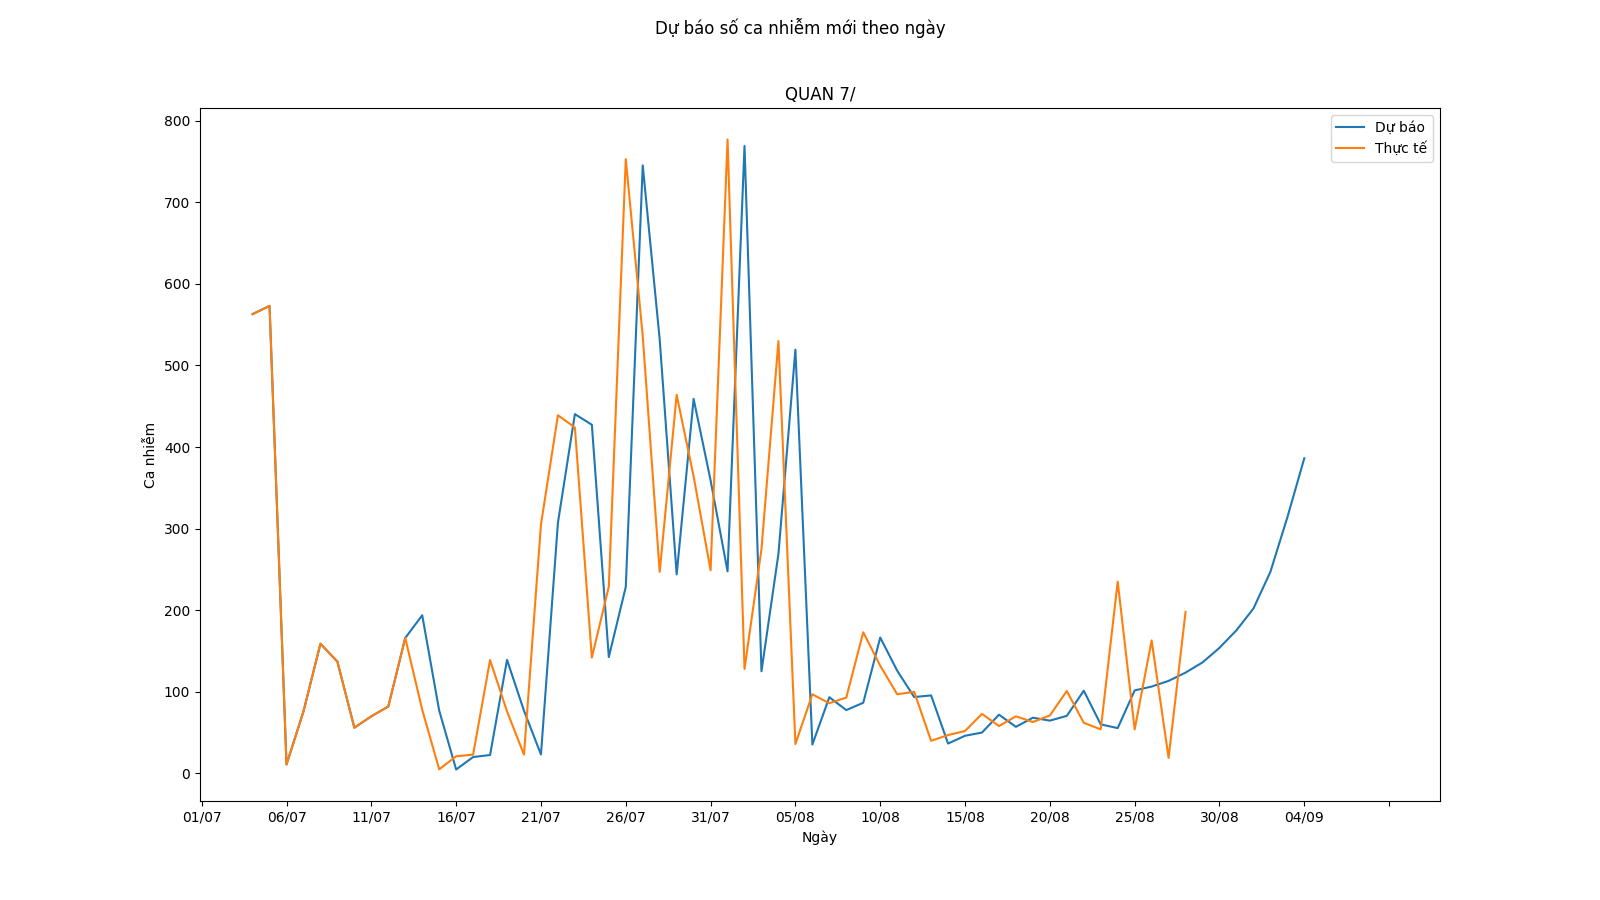 Dự báo số ca nhiễm mới theo ngày
QUAN 7/
Dự báo
Thực tế
800
700
600
500
400
300
200
100
0
Ca nhiễm
01/07 06/07 11/07 16/07 21/07 26/07 31/07 05/08 10/08 15/08 20/08 25/08 30/08 04/09
Ngày